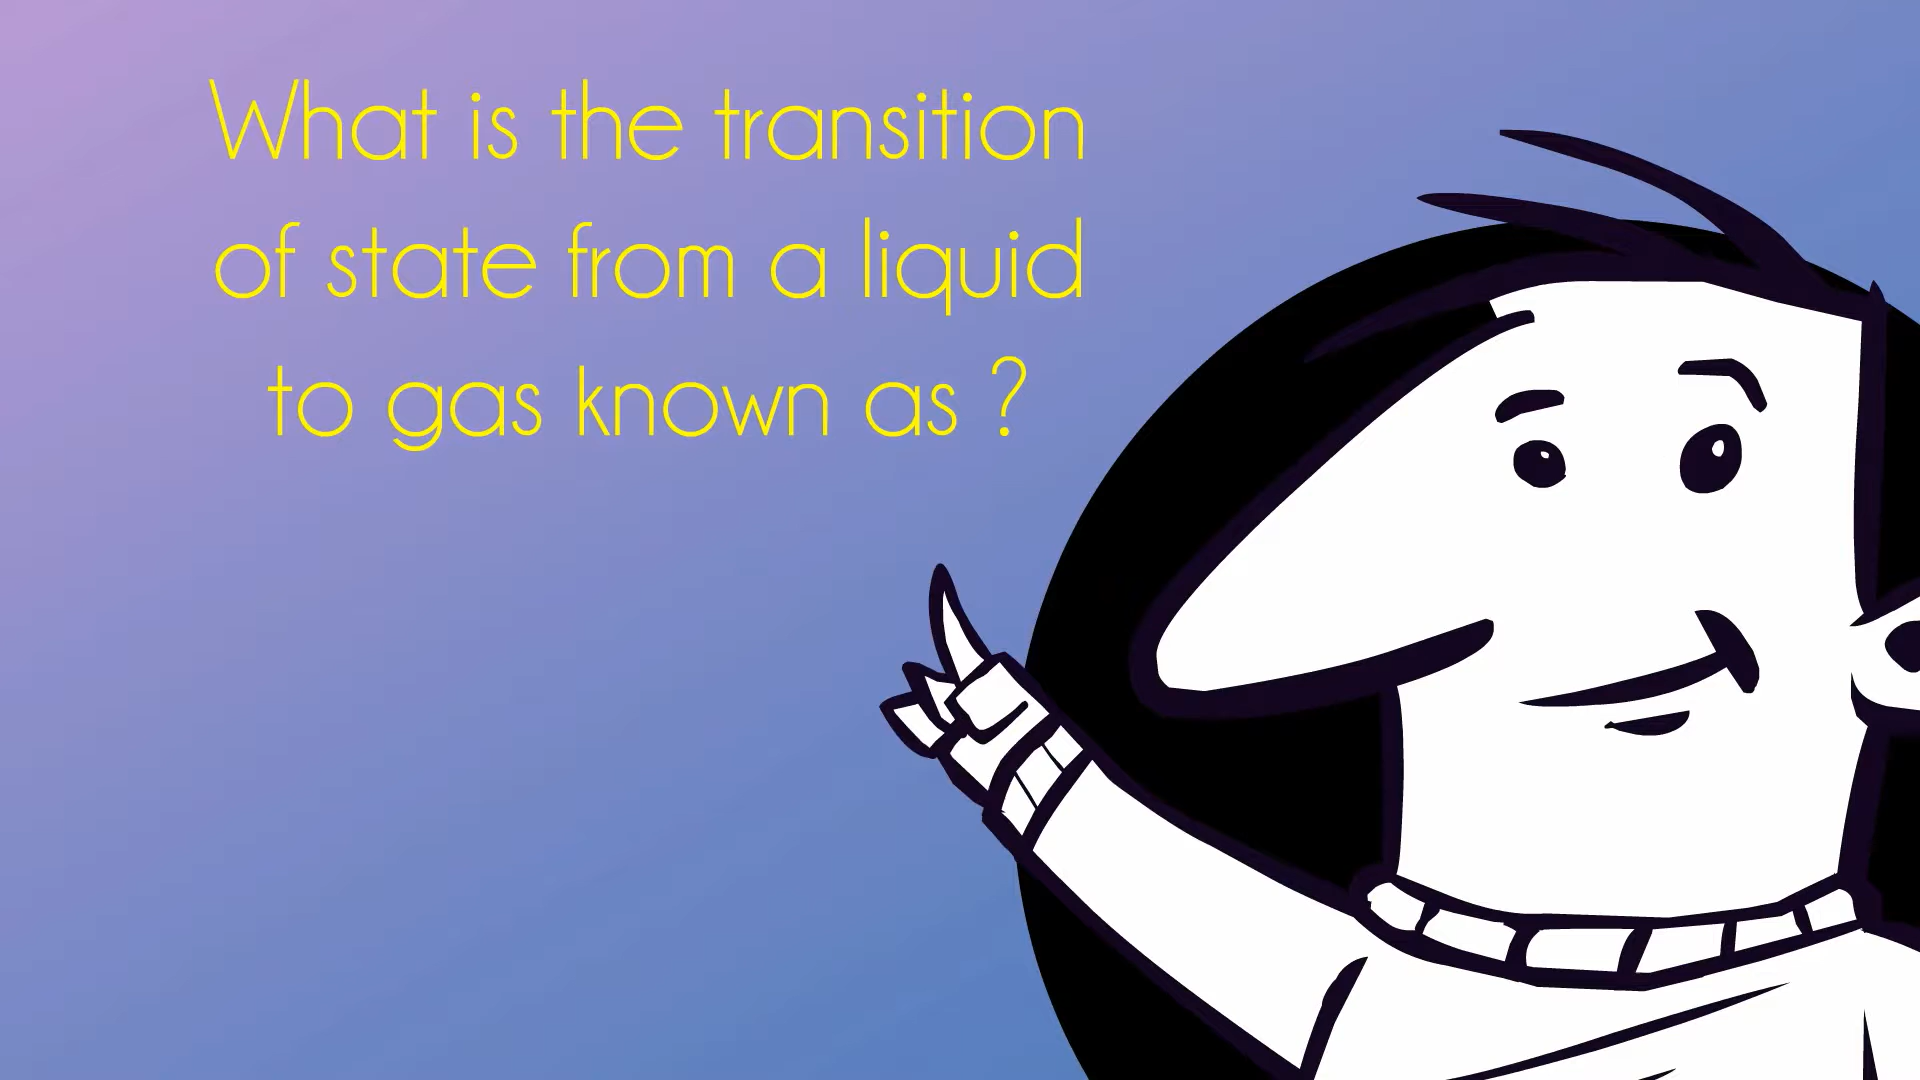 What is the transition
of state from a liquid
to gas known as ?